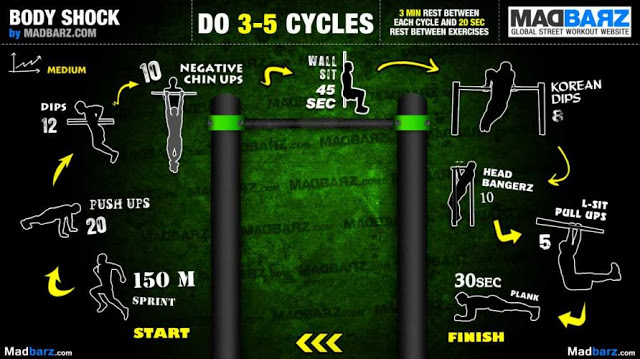 BODY SHOCK
by MADBARZ.COM
DO 3-5 CYCLES
3 MIN REST BETWEEN
EACH CYCLE AND 20 SEC
REST BETWEEN EXERCISES
MADBARZ
GLOBAL STREET WORKOUT WEBSITE
MEDIUM
START
150 M
SPRINT
PUSH UPS
20
DIPS
12
10
NEGATIVE
CHIN UPS
WALL
SIT
45
SEC
KOREAN
DIPS
8
HEAD
BANGERZ
10
L-SIT
PULL UPS
5
30SEC
PLANK
FINISH
MADBARZ.COM
Madbarz.com
Madbarz.com